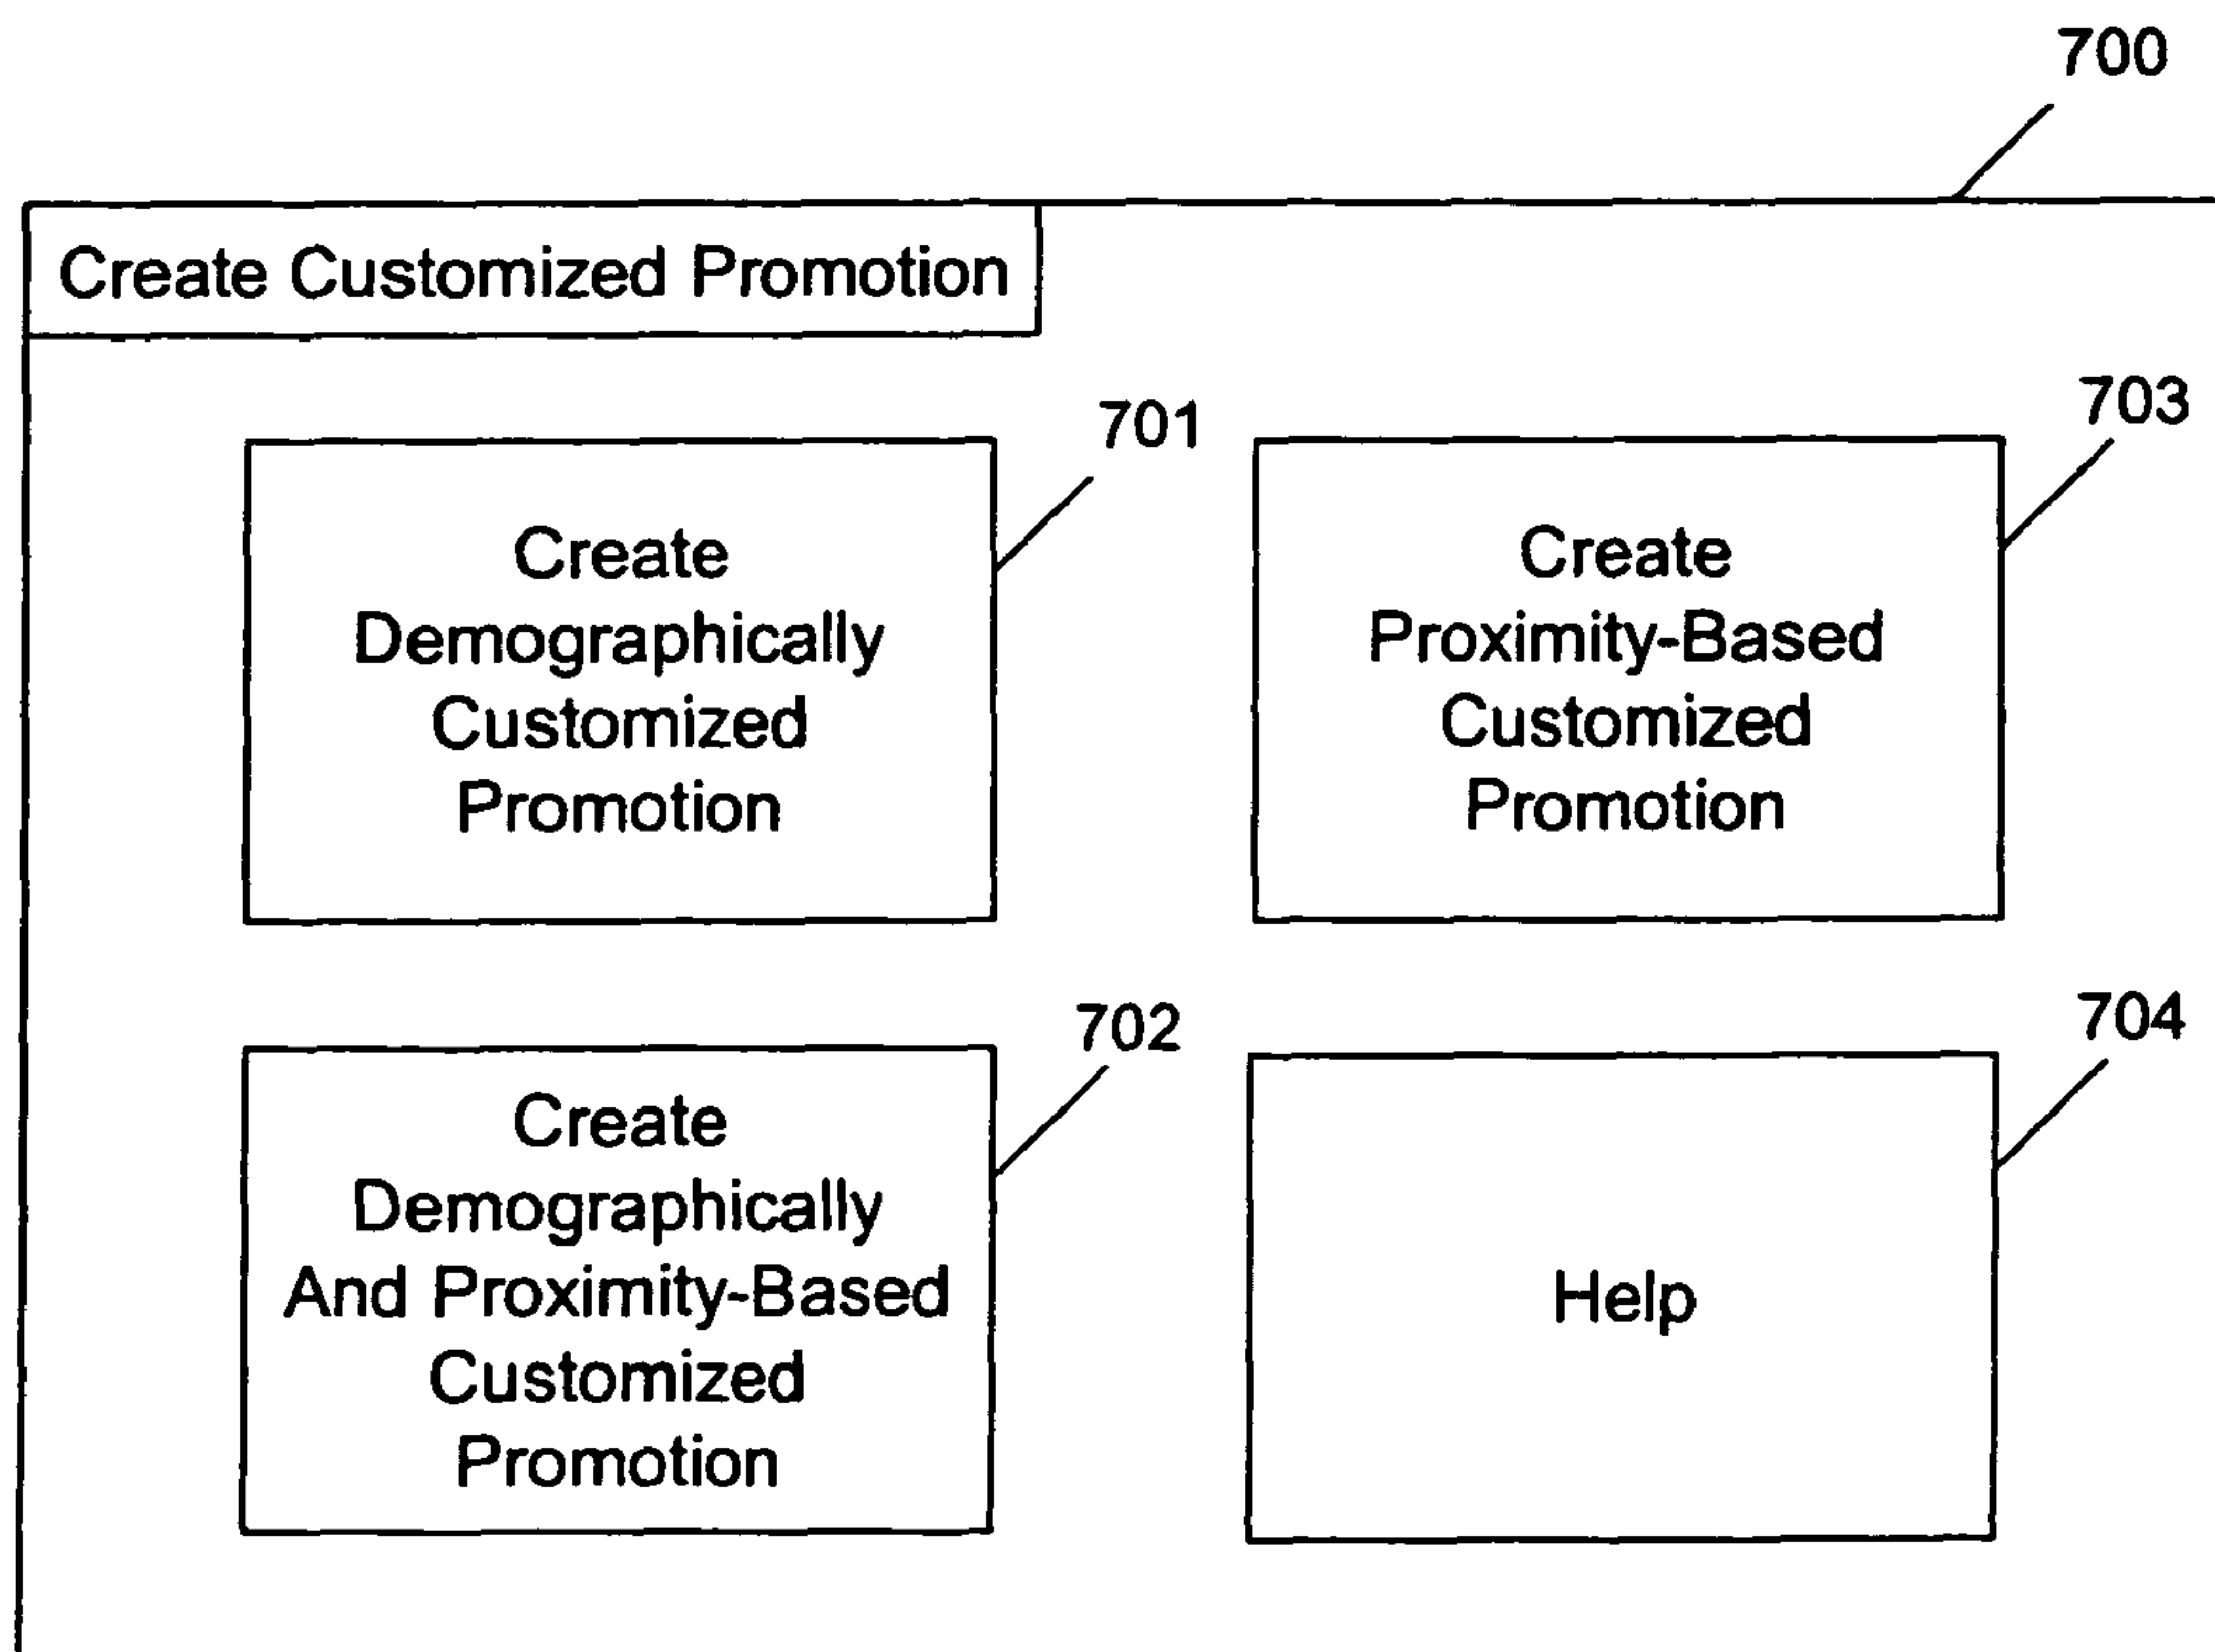 700
Create Customized Promotion
701
Create
Demographically
Customized
Promotion
703
Create
Proximity-Based
Customized
Promotion
702
Create
Demographically
And Proximity-Based
Customized
Promotion
704
Help